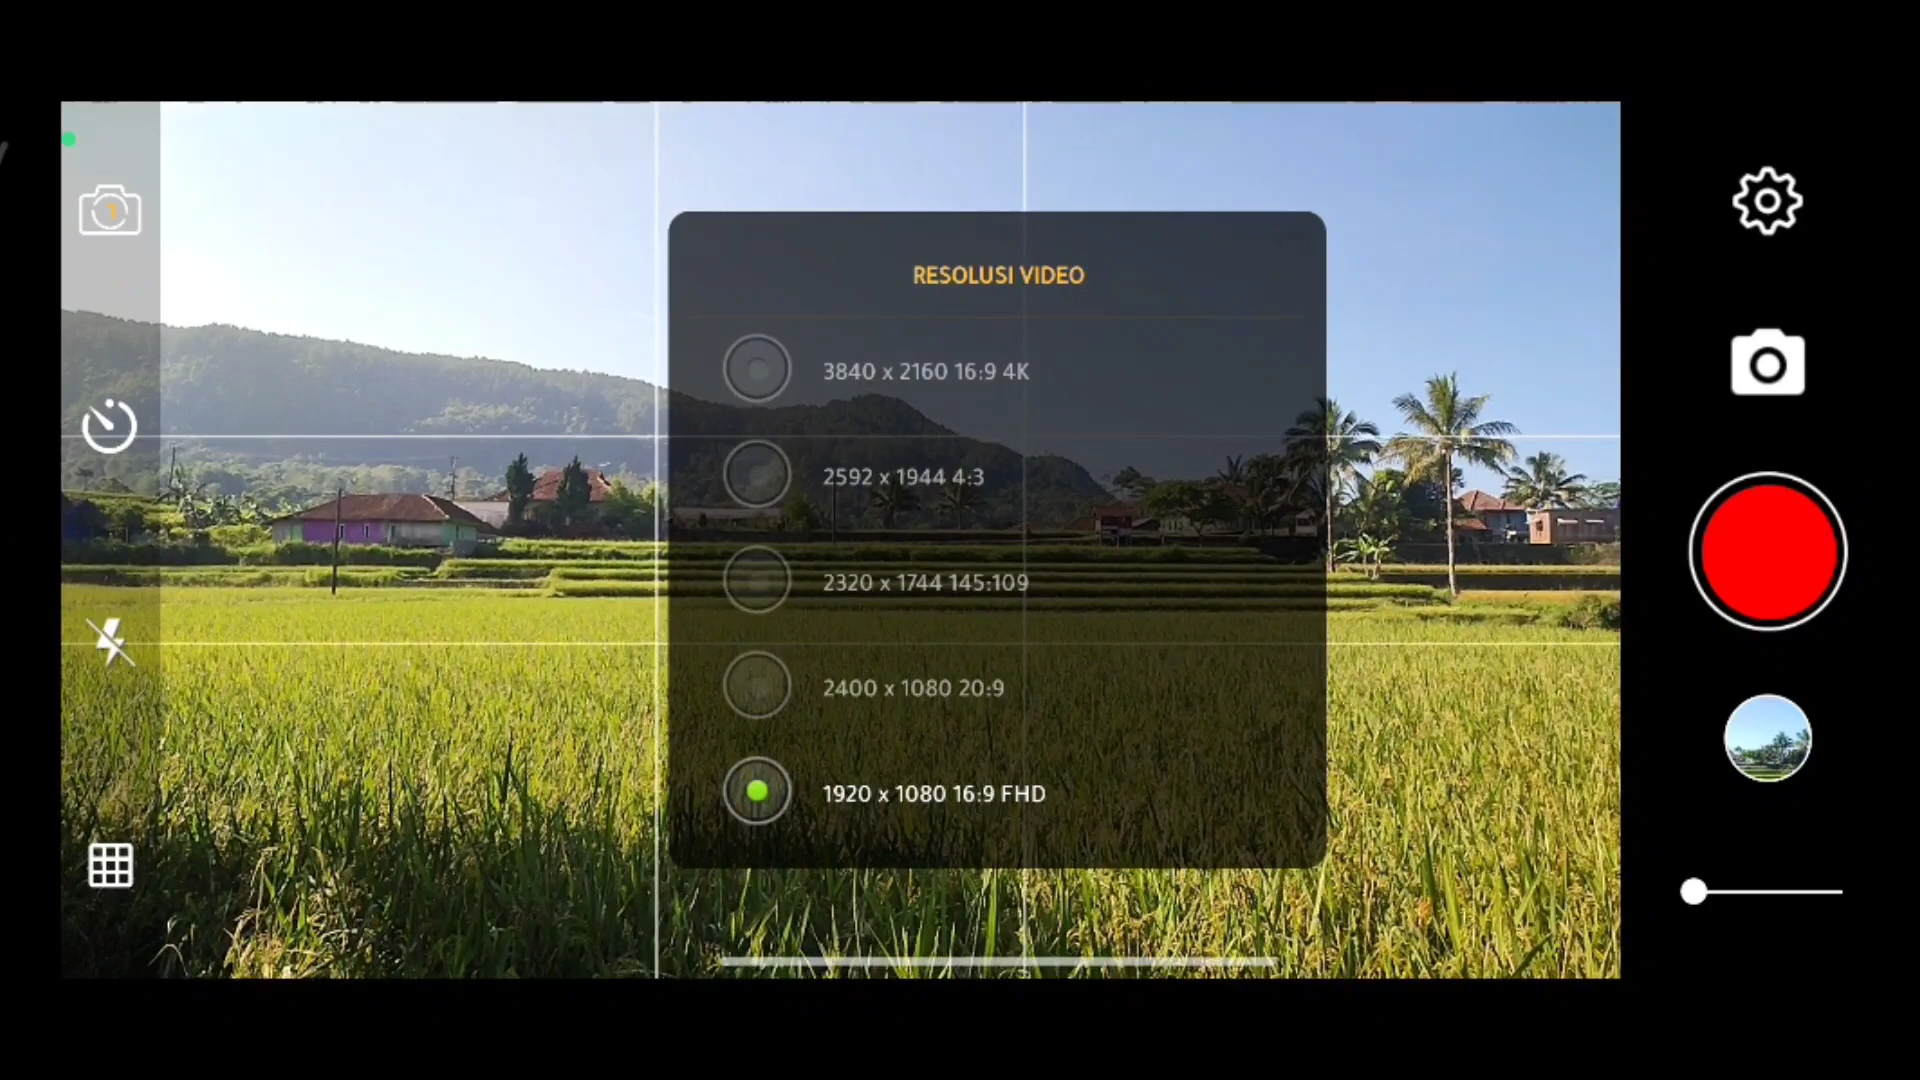 RESOLUSI VIDEO
3840 x 2160 16:9 4K
2592 x 1944 4:3
2320 x 1744 145:109
2400 x 1080 20:9
1920 x 1080 16:9 FHD